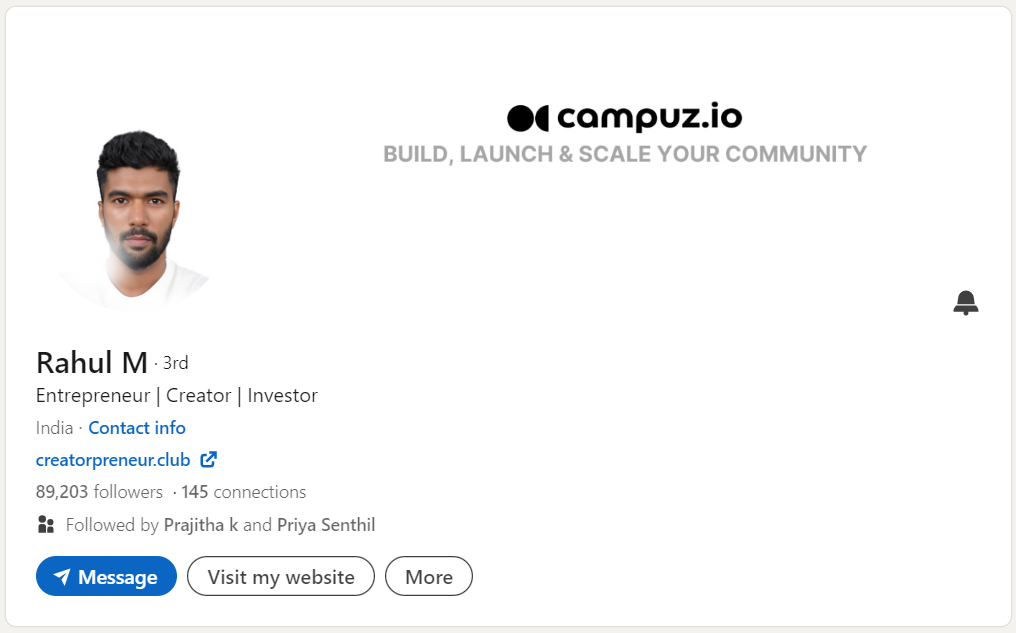 campuz.io
BUILD, LAUNCH & SCALE YOUR COMMUNITY
Rahul M · 3rd
Entrepreneur | Creator | Investor
India · Contact info
creatorpreneur.club
89,203 followers · 145 connections
Followed by Prajitha k and Priya Senthil
Message
Visit my website
More